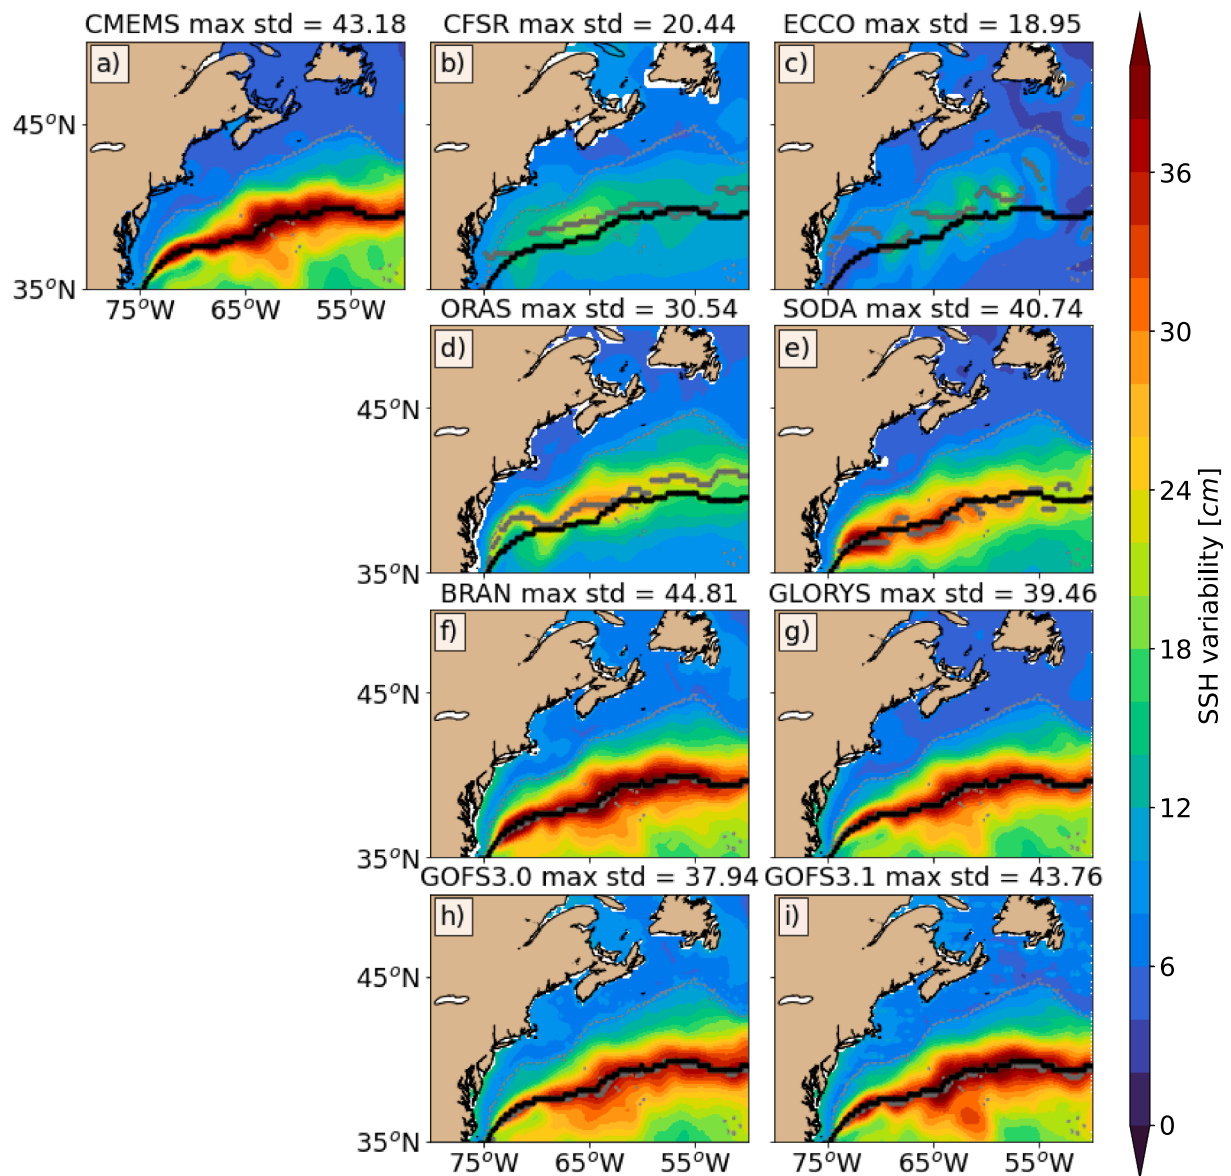 CMEMS max std = 43.18
CFSR max std = 20.44
ECCO max std = 18.95
a)
b)
c)
45°N
35°N
75°W
65°W
55°W
ORAS max std = 30.54
SODA max std = 40.74
d)
e)
45°N
35°N
BRAN max std = 44.81
GLORYS max std = 39.46
f)
g)
45°N
35°N
GOFS3.0 max std = 37.94
GOFS3.1 max std = 43.76
h)
i)
45°N
35°N
75°W
65°W
55°W
75°W
65°W
55°W
36
30
24
18
12
6
0
SSH variability [cm]